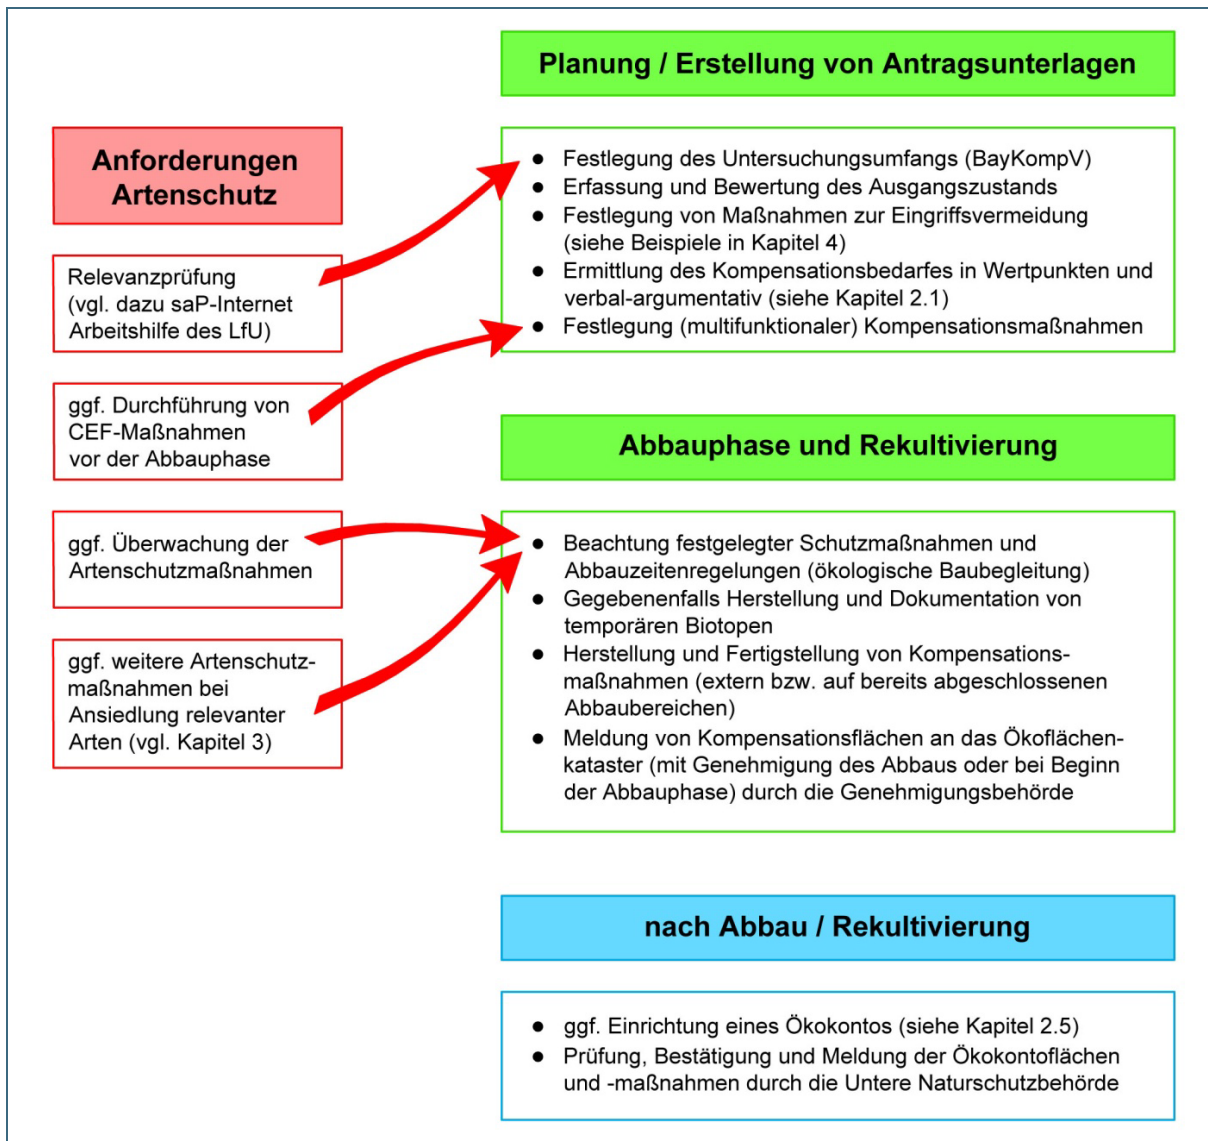 Planung / Erstellung von Antragsunterlagen
Anforderungen
Artenschutz
Relevanzprüfung
(vgl. dazu saP-Internet
Arbeitshilfe des LfU)
ggf. Durchführung von
CEF-Maßnahmen
vor der Abbauphase
ggf. Überwachung der
Artenschutzmaßnahmen
ggf. weitere Artenschutz-
maßnahmen bei
Ansiedlung relevanter
Arten (vgl. Kapitel 3)
● Festlegung des Untersuchungsumfangs (BayKompV)
● Erfassung und Bewertung des Ausgangszustands
● Festlegung von Maßnahmen zur Eingriffsvermeidung
(siehe Beispiele in Kapitel 4)
● Ermittlung des Kompensationsbedarfes in Wertpunkten und
verbal-argumentativ (siehe Kapitel 2.1)
● Festlegung (multifunktionaler) Kompensationsmaßnahmen
Abbauphase und Rekultivierung
● Beachtung festgelegter Schutzmaßnahmen und
Abbauzeitenregelungen (ökologische Baubegleitung)
● Gegebenenfalls Herstellung und Dokumentation von
temporären Biotopen
● Herstellung und Fertigstellung von Kompensations-
maßnahmen (extern bzw. auf bereits abgeschlossenen
Abbaubereichen)
● Meldung von Kompensationsflächen an das Ökoflächen-
kataster (mit Genehmigung des Abbaus oder bei Beginn
der Abbauphase) durch die Genehmigungsbehörde
nach Abbau / Rekultivierung
● ggf. Einrichtung eines Ökokontos (siehe Kapitel 2.5)
● Prüfung, Bestätigung und Meldung der Ökokontoflächen
und -maßnahmen durch die Untere Naturschutzbehörde